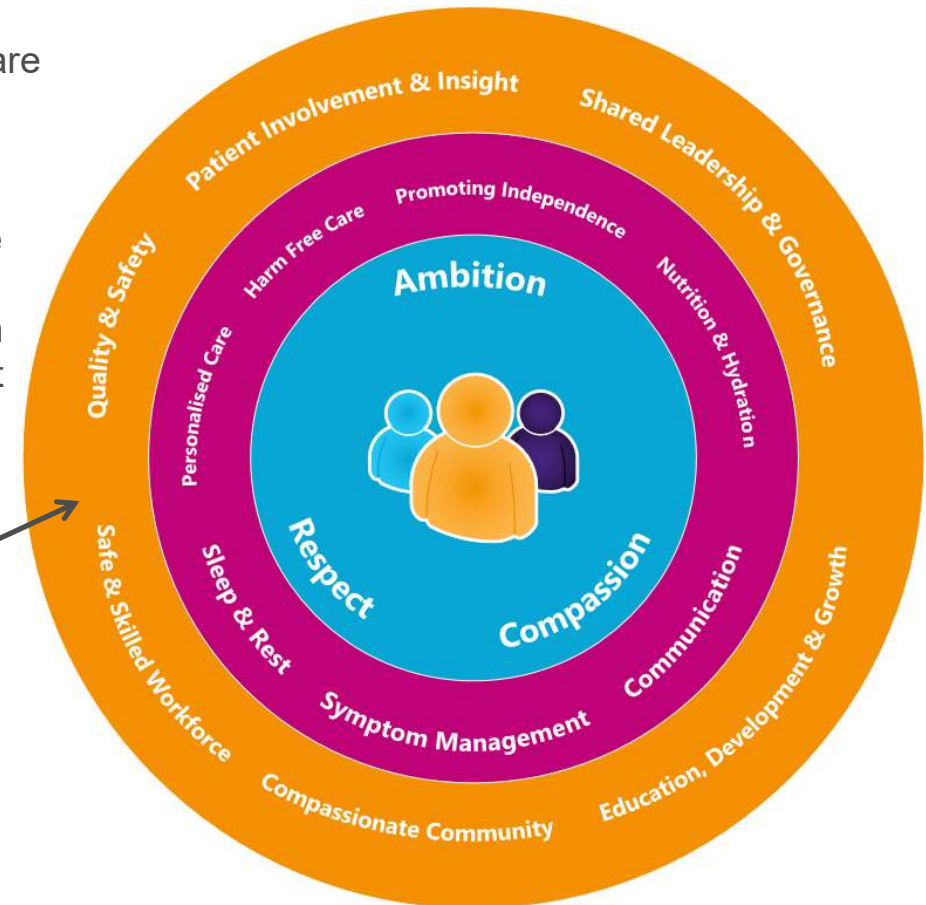 are
Patient Involvement & Insight
Shared Leadership & Governance
Education, Development & Growth
Compassionate Community
Safe & Skilled Workforce
Quality & Safety
Promoting Independence
Nutrition & Hydration
Communication
Symptom Management
Sleep & Rest
Personalised Care
Harm Free Care
Ambition
Compassion
Respect